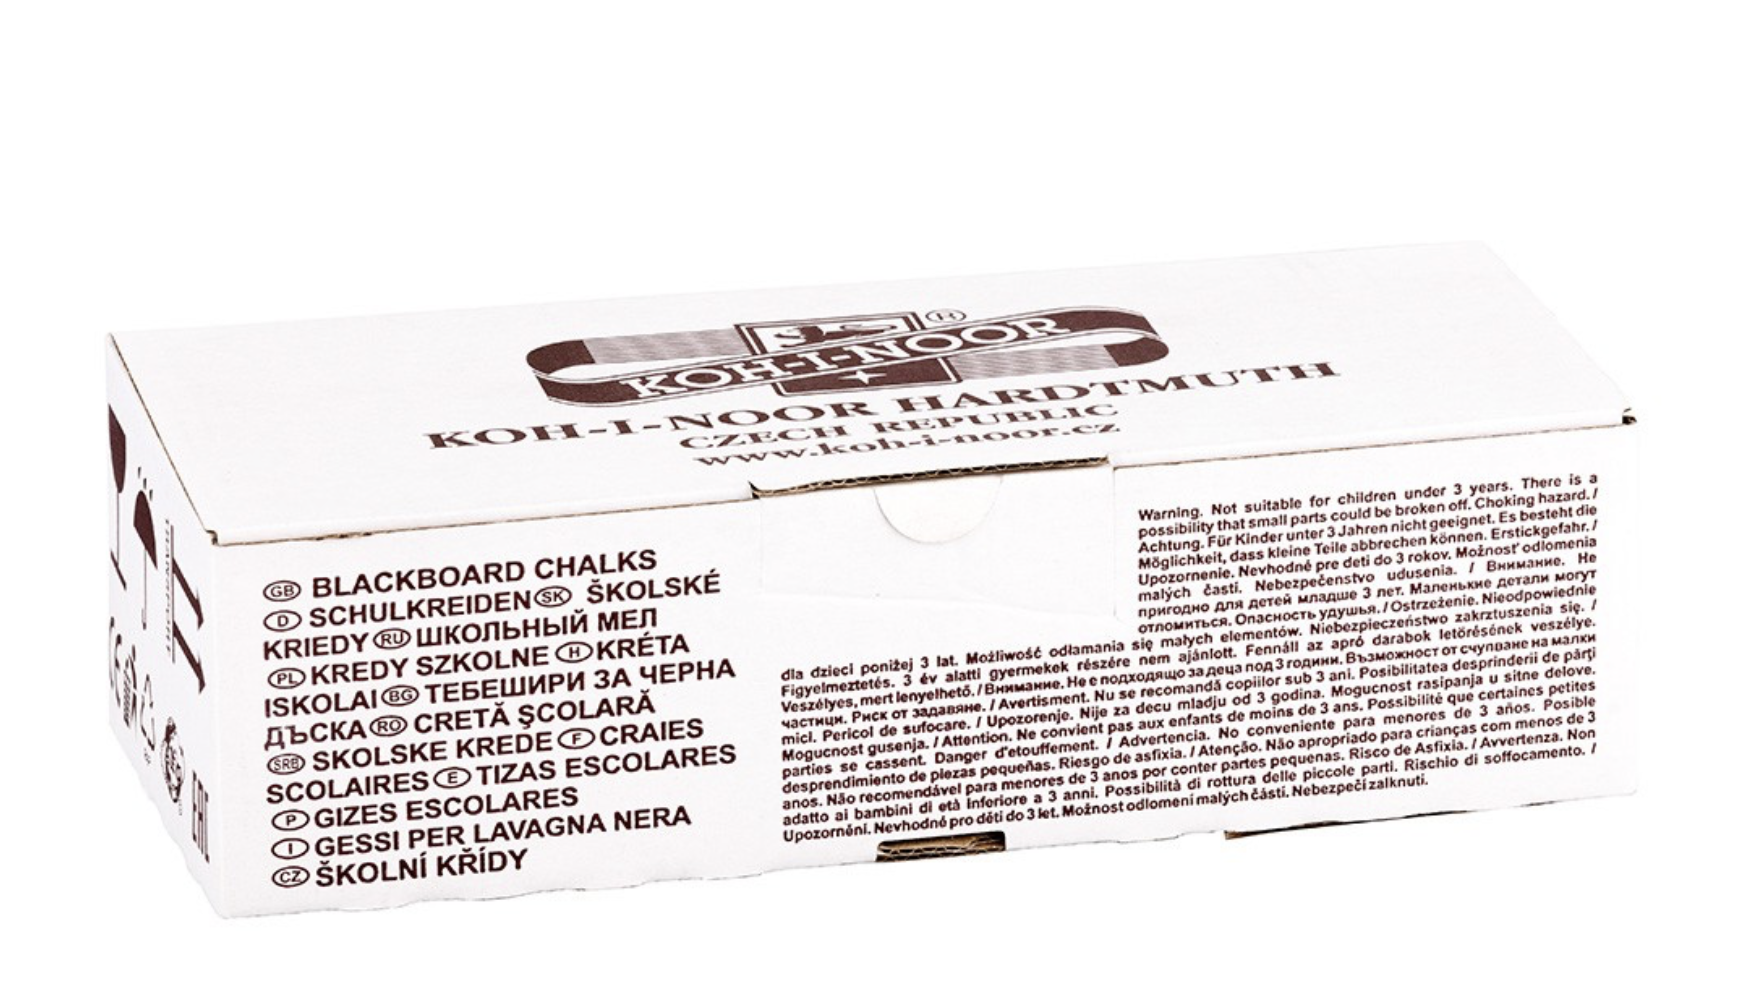 KOH-I-NOOR®
KOH-I-NOOR HARDTMUTH
CZECH REPUBLIC
www.koh-i-noor.cz
GB BLACKBOARD CHALKS
D SCHULKREIDEN SK ŠKOLSKÉ
KRIEDY RU ШКОЛЬНЫЙ МЕЛ
PL KREDY SZKOLNE H KRÉTA
ISKOLAI BG ТЕБЕШИРИ ЗА ЧЕРНА
ДЪСКА RO CRETĂ ŞCOLARĂ
SRB SKOLSKE KREDE F CRAIES
SCOLAIRES E TIZAS ESCOLARES
P GIZES ESCOLARES
I GESSI PER LAVAGNA NERA
CZ ŠKOLNÍ KŘÍDY
Warning. Not suitable for children under 3 years. There is a
possibility that small parts could be broken off. Choking hazard. /
Achtung. Für Kinder unter 3 Jahren nicht geeignet. Es besteht die
Möglichkeit, dass kleine Teile abbrechen können. Erstickgefahr. /
Upozornenie. Nevhodné pre deti do 3 rokov. Možnosť odlomenia
malých častí. Nebezpečenstvo udusenia. / Внимание. Не
пригодно для детей младше 3 лет. Маленькие детали могут
отломиться. Опасность удушья. / Ostrzeżenie. Nieodpowiednie
dla dzieci poniżej 3 lat. Możliwość odłamania się małych elementów. Niebezpieczeństwo zakrztuszenia się. /
Figyelmeztetés. 3 év alatti gyermekek részére nem ajánlott. Fennáll az apró darabok letörésének veszélye.
Veszélyes, mert lenyelhető. / Внимание. Не е подходящо за деца под 3 години. Възможност от счупване на малки
частици. Риск от задавяне. / Avertisment. Nu se recomandă copiilor sub 3 ani. Posibilitatea desprinderii de părţi
mici. Pericol de sufocare. / Upozorenje. Nije za decu mladju od 3 godina. Mogucnost rasipanja u sitne delove.
Mogucnost gusenja. / Attention. Ne convient pas aux enfants de moins de 3 ans. Possibilité que certaines petites
parties se cassent. Danger d'etouffement. / Advertencia. No conveniente para menores de 3 años. Posible
desprendimiento de piezas pequeñas. Riesgo de asfixia. / Atenção. Não apropriado para crianças com menos de 3
anos. Não recomendável para menores de 3 anos por conter partes pequenas. Risco de Asfixia. / Avvertenza. Non
adatto ai bambini di età inferiore a 3 anni. Possibilità di rottura delle piccole parti. Rischio di soffocamento. /
Upozornění. Nevhodné pro děti do 3 let. Možnost odlomení malých částí. Nebezpečí zalknutí.